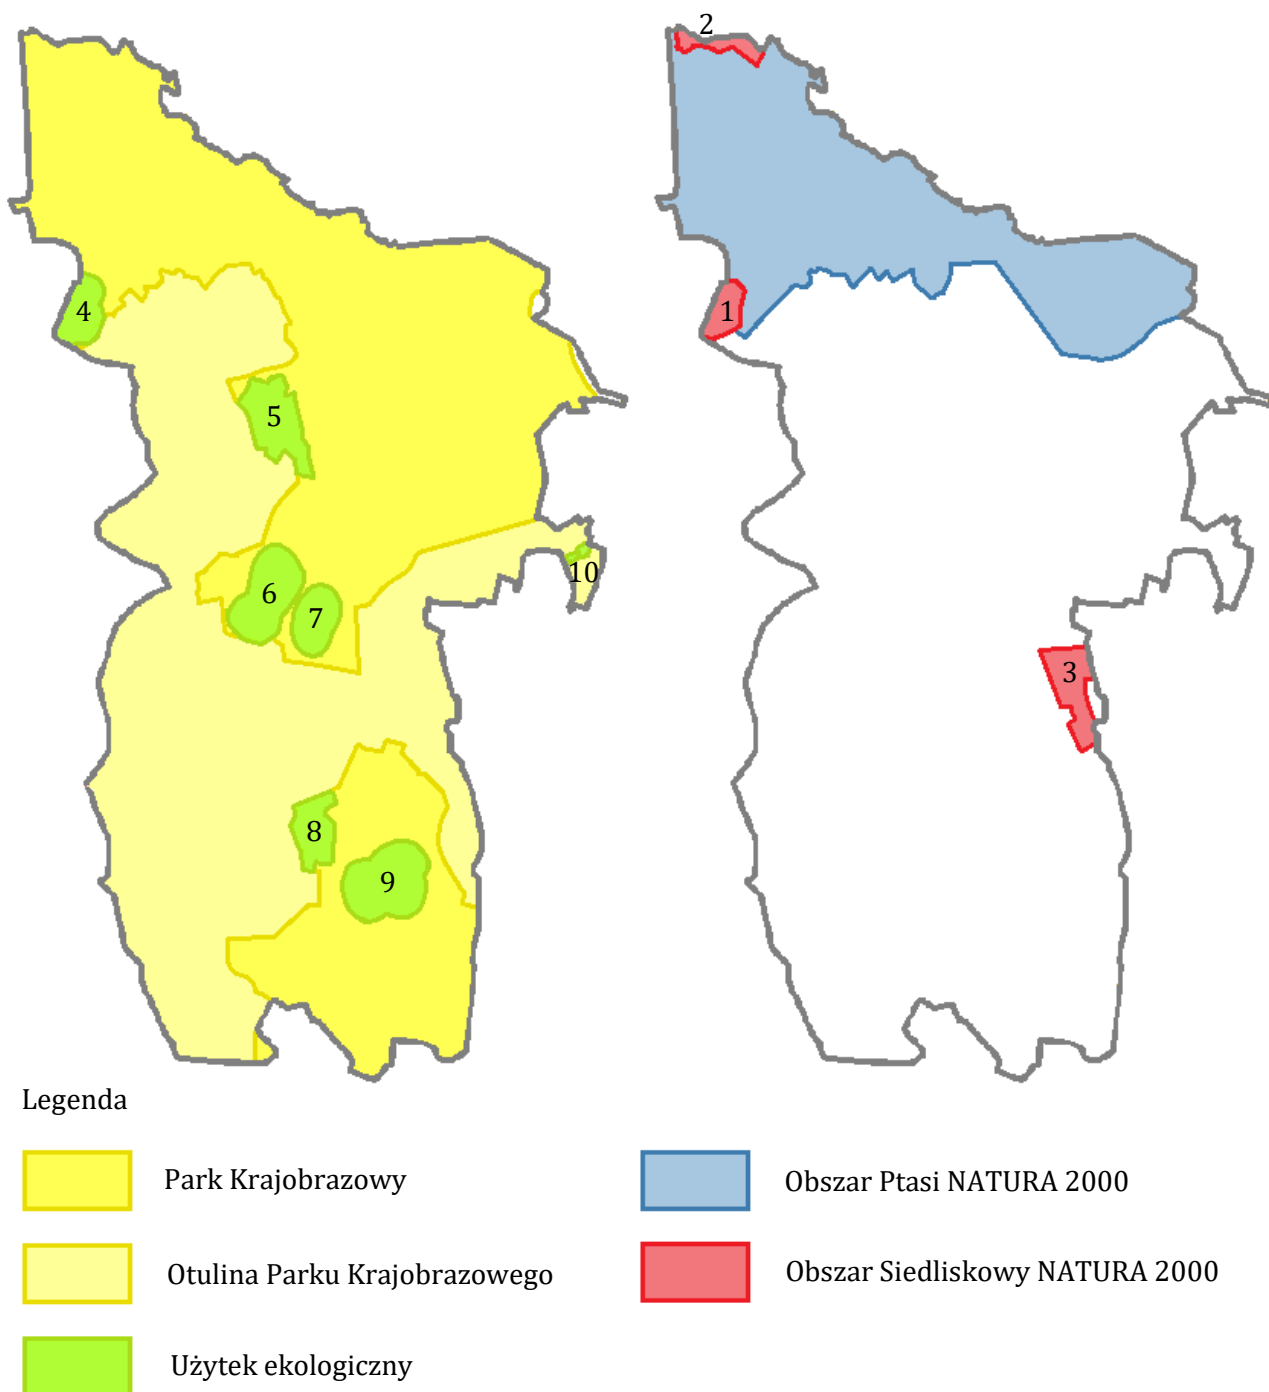 2
4
1
5
6
7
10
3
8
9
Legenda
Park Krajobrazowy
Obszar Ptasi NATURA 2000
Otulina Parku Krajobrazowego
Obszar Siedliskowy NATURA 2000
Użytek ekologiczny